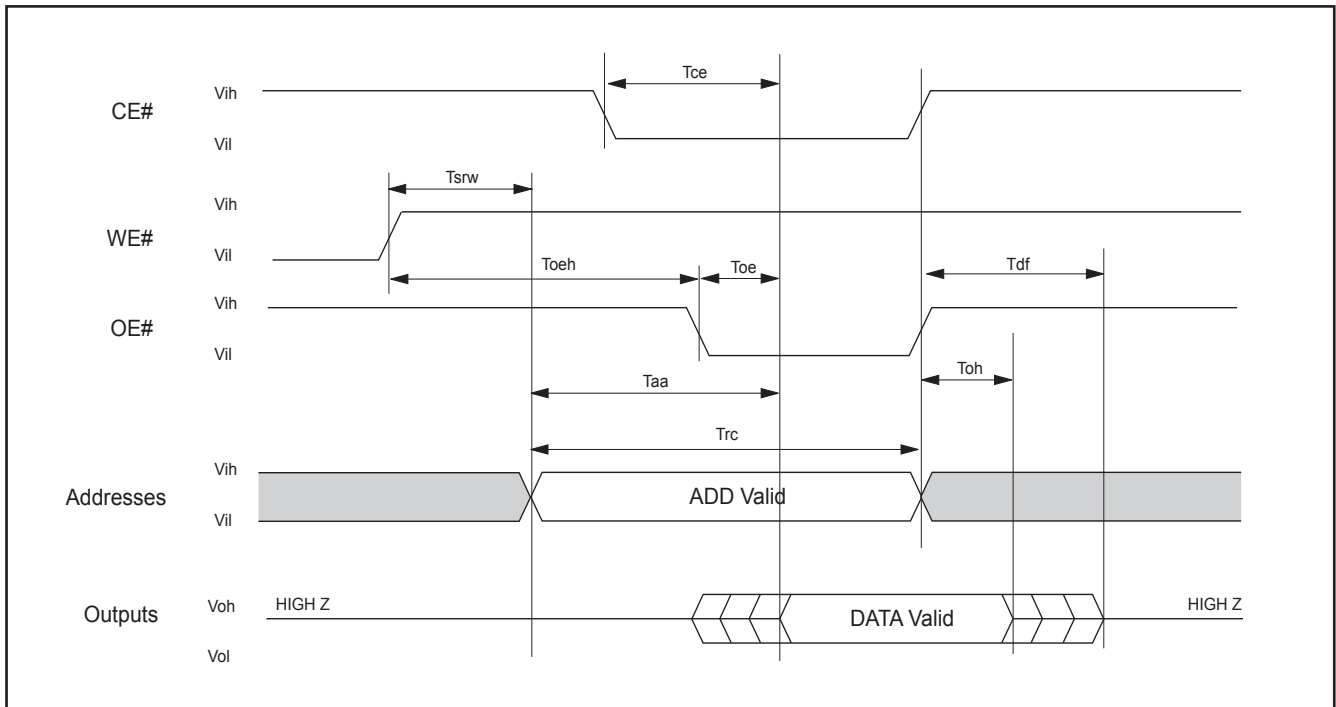 Tce
Vih
CE#
Vil
Tsrw
Vih
WE#
Vil
Toeh
Toe
Tdf
Vih
OE#
Vil
Taa
Toh
Trc
Vih
Addresses
ADD Valid
Vil
Voh
HIGH Z
HIGH Z
Outputs
DATA Valid
Vol